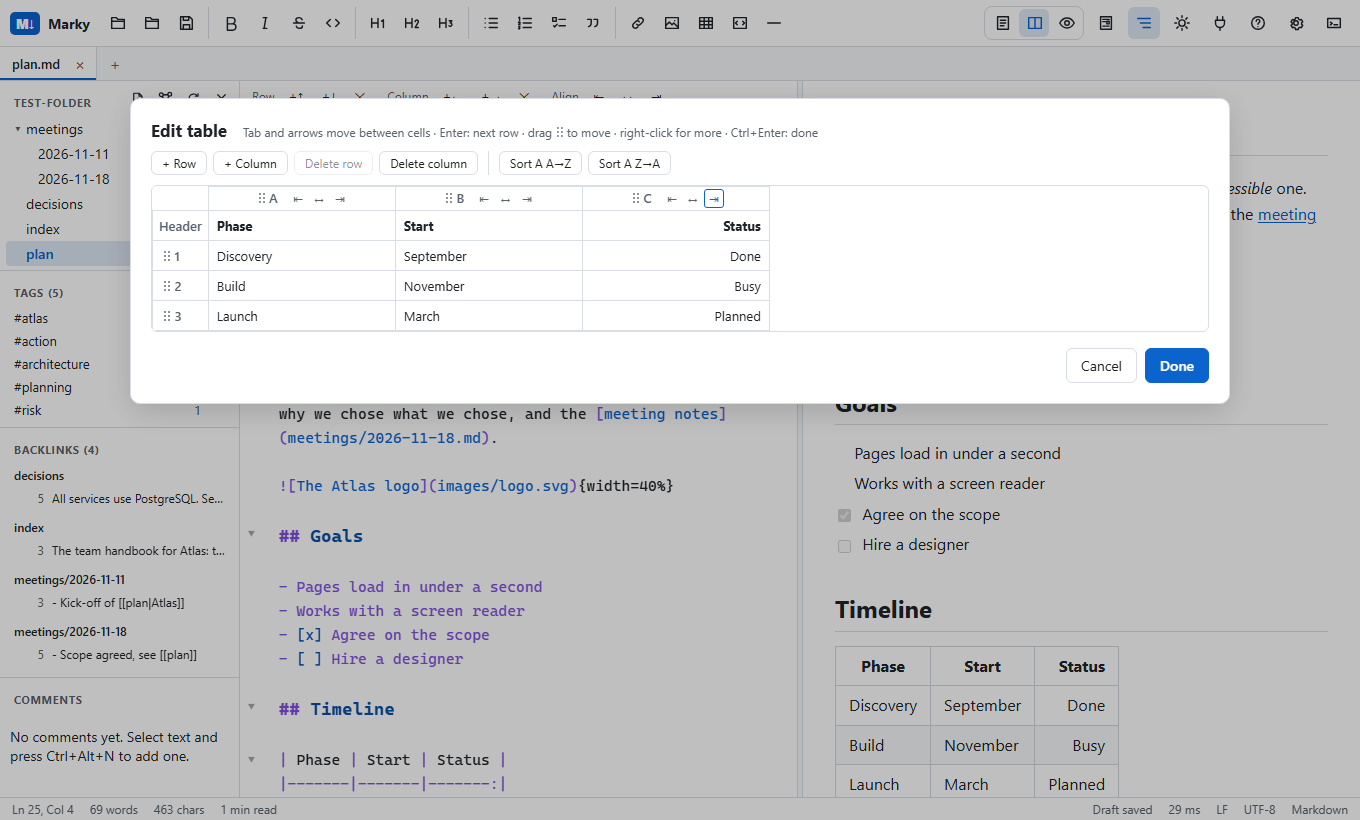 M↓ Marky H1 H2 H3
plan.md × +
TEST-FOLDER
meetings
2026-11-11
2026-11-18
decisions
index
plan
TAGS (5)
#atlas
#action
#architecture
#planning
#risk 1
BACKLINKS (4)
decisions
5 All services use PostgreSQL. Se...
index
3 The team handbook for Atlas: t...
meetings/2026-11-11
3 - Kick-off of [[plan|Atlas]]
meetings/2026-11-18
5 - Scope agreed, see [[plan]]
COMMENTS
No comments yet. Select text and
press Ctrl+Alt+N to add one.
Row Column Align
Edit table Tab and arrows move between cells · Enter: next row · drag ⠿ to move · right-click for more · Ctrl+Enter: done
+ Row + Column Delete row Delete column Sort A A→Z Sort A Z→A
A ⇤ ↔ ⇥ B ⇤ ↔ ⇥ C ⇤ ↔ ⇥
Header Phase Start Status
1 Discovery September Done
2 Build November Busy
3 Launch March Planned
Cancel Done
why we chose what we chose, and the [meeting notes]
(meetings/2026-11-18.md).
![The Atlas logo](images/logo.svg){width=40%}
## Goals
- Pages load in under a second
- Works with a screen reader
- [x] Agree on the scope
- [ ] Hire a designer
## Timeline
| Phase | Start | Status |
|-------|-------|-------:|
essible one.
the meeting
Goals
Pages load in under a second
Works with a screen reader
Agree on the scope
Hire a designer
Timeline
Phase Start Status
Discovery September Done
Build November Busy
Launch March Planned
Ln 25, Col 4 69 words 463 chars 1 min read Draft saved 29 ms LF UTF-8 Markdown